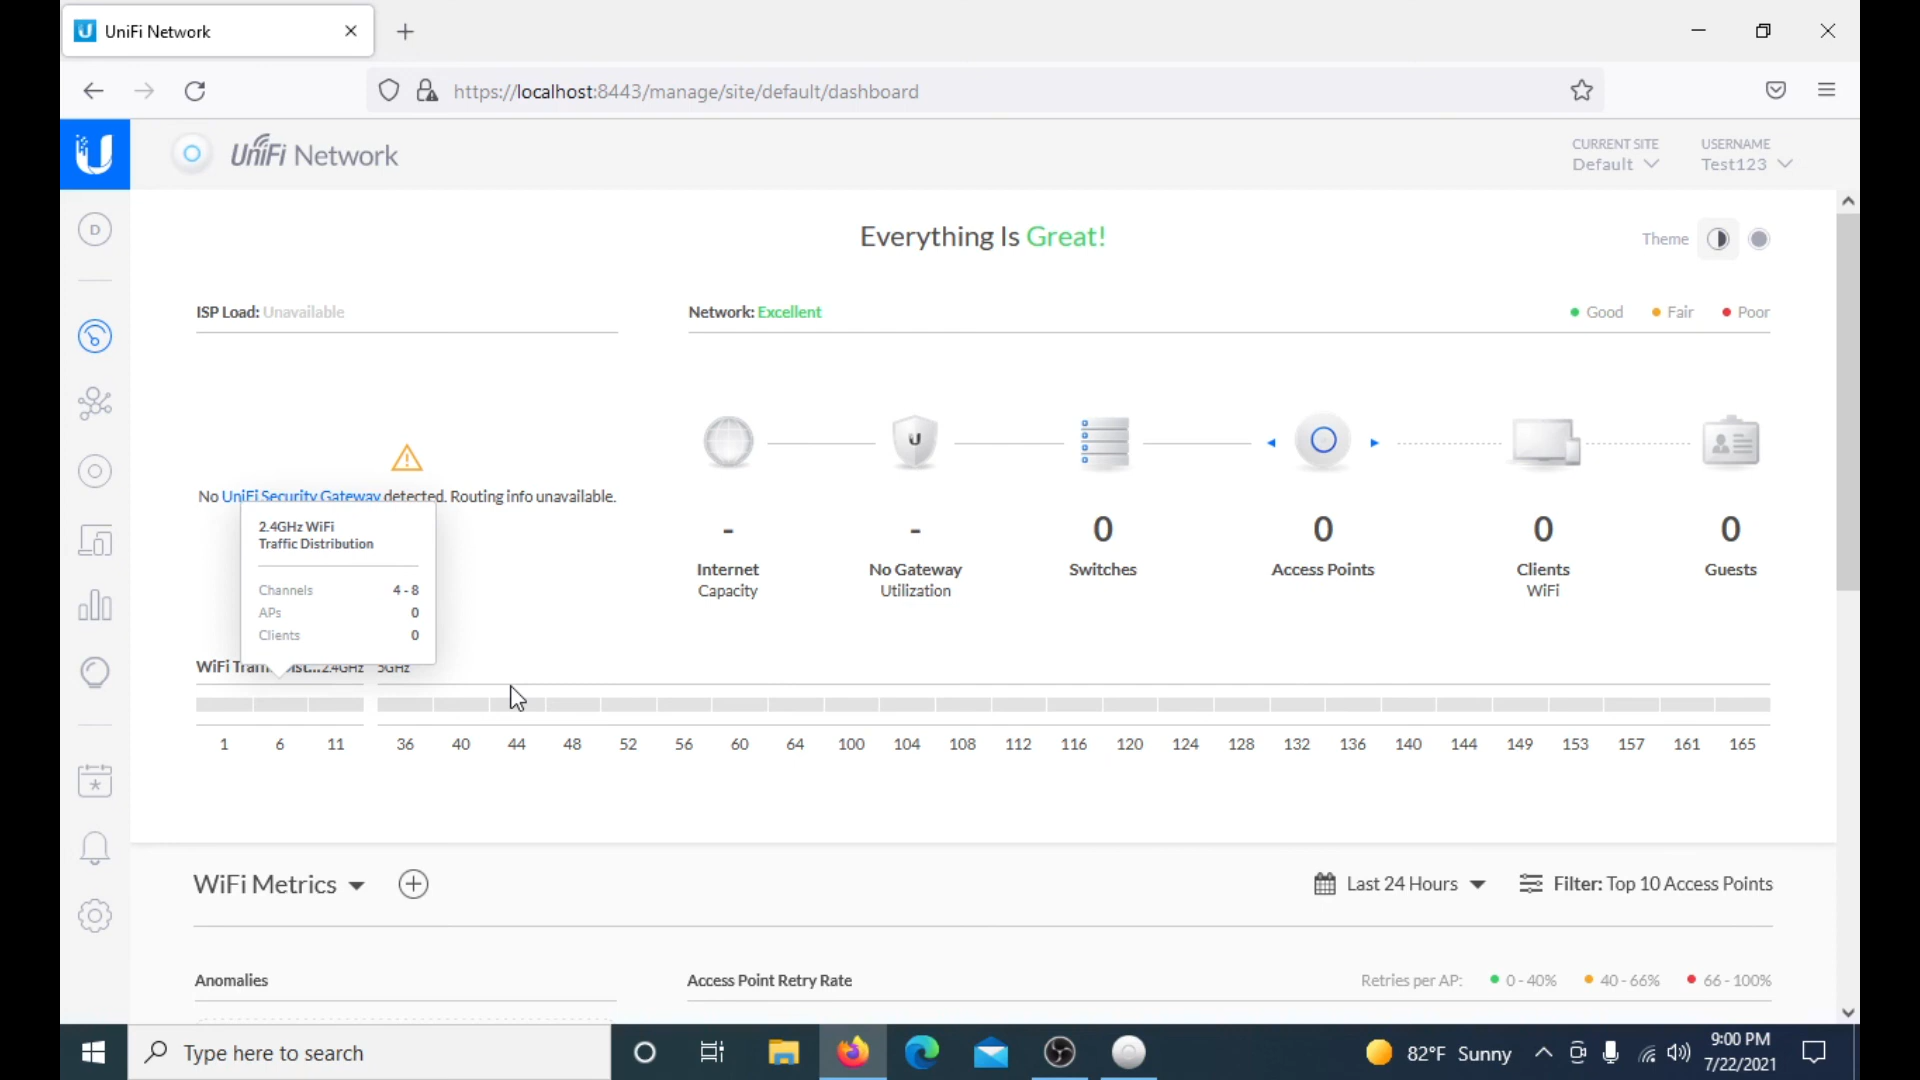 UniFi Network
https://localhost:8443/manage/site/default/dashboard
UniFi Network
CURRENT SITE
Default
USERNAME
Test123
D
Everything Is Great!
Theme
ISP Load: Unavailable
Network: Excellent
Good
Fair
Poor
No UniFi Security Gateway detected. Routing info unavailable.
2.4GHz WiFi
Traffic Distribution
Channels 4 - 8
APs 0
Clients 0
-
Internet
Capacity
-
No Gateway
Utilization
0
Switches
0
Access Points
0
Clients
WiFi
0
Guests
2.4GHz 5GHz
1 6 11 36 40 44 48 52 56 60 64 100 104 108 112 116 120 124 128 132 136 140 144 149 153 157 161 165
WiFi Metrics
Last 24 Hours
Filter: Top 10 Access Points
Anomalies
Access Point Retry Rate
Retries per AP: 0 - 40% 40 - 66% 66 - 100%
Type here to search
82°F Sunny
9:00 PM
7/22/2021